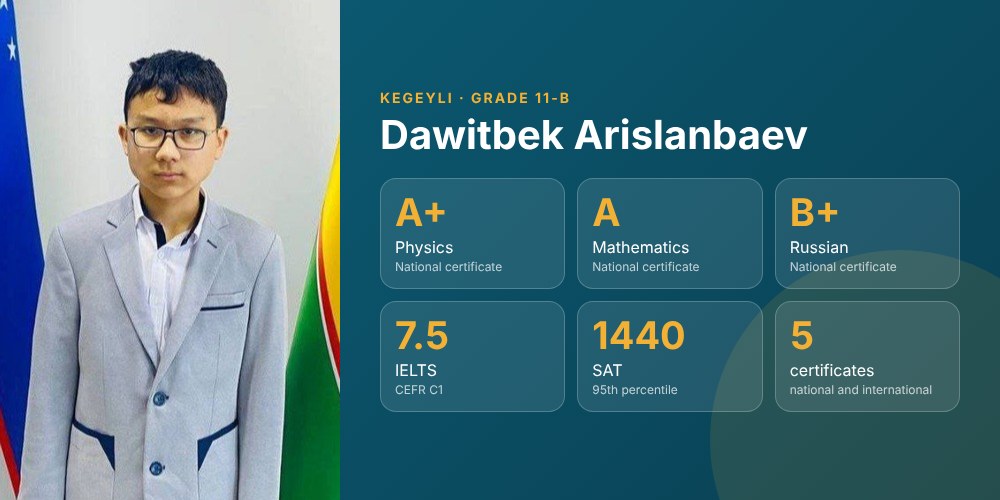 KEGEYLI · GRADE 11-B
Dawitbek Arislanbaev
A+
Physics
National certificate
A
Mathematics
National certificate
B+
Russian
National certificate
7.5
IELTS
CEFR C1
1440
SAT
95th percentile
5
certificates
national and international